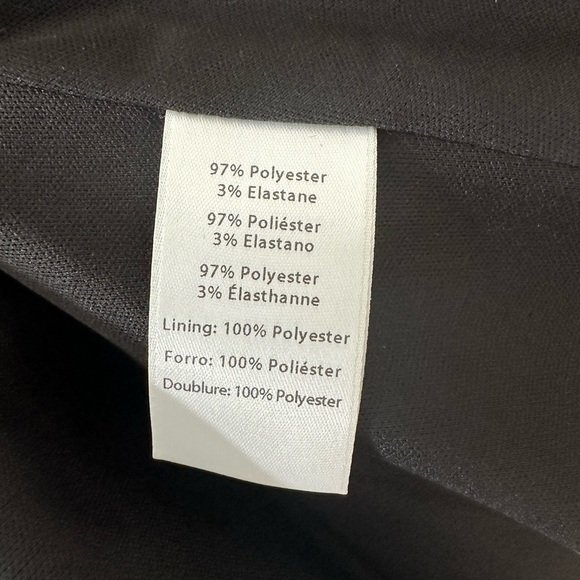 97% Polyester
3% Elastane
97% Poliéster
3% Elastano
97% Polyester
3% Élasthanne
Lining: 100% Polyester
Forro: 100% Poliéster
Doublure: 100% Polyester